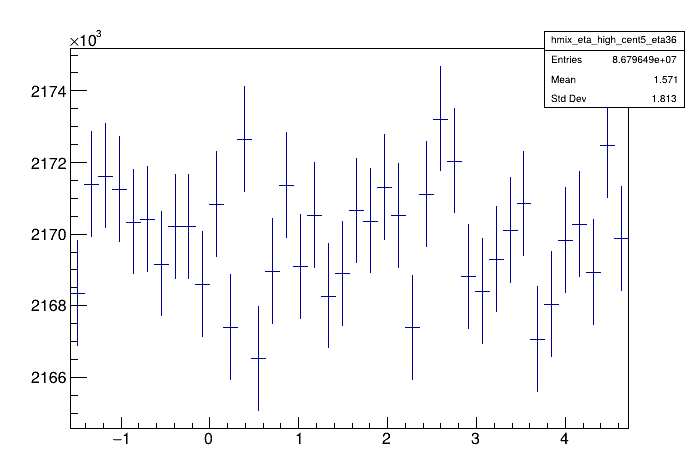 ×10³
hmix_eta_high_cent5_eta36
Entries 8.679649e+07
Mean 1.571
Std Dev 1.813
2174
2172
2170
2168
2166
−1 0 1 2 3 4